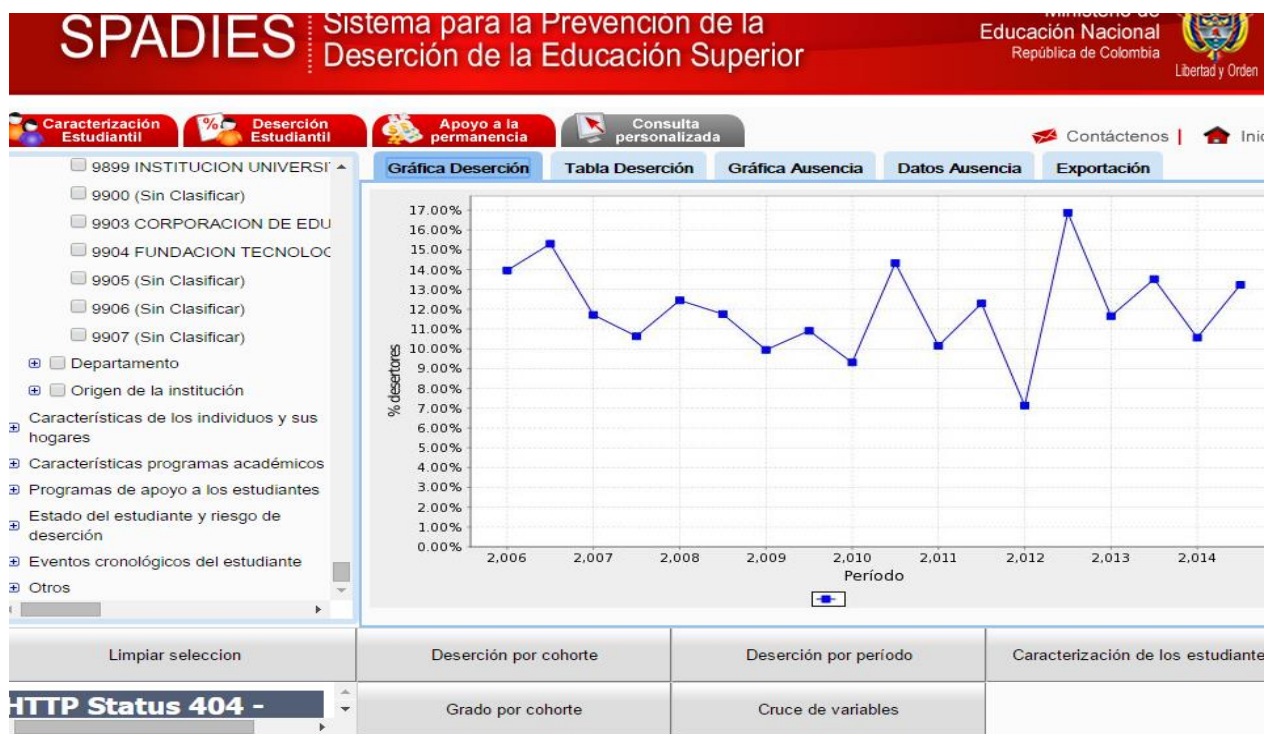 SPADIES
Sistema para la Prevención de la
Deserción de la Educación Superior
Ministerio de
Educación Nacional
República de Colombia
Libertad y Orden
Caracterización
Estudiantil
%
Deserción
Estudiantil
Apoyo a la
permanencia
Consulta
personalizada
Contáctenos |
9899 INSTITUCION
9900 (Sin Clasificar)
9903 CORPORACION DE
9904 FUNDACION
9905 (Sin Clasificar)
9906 (Sin Clasificar)
9907 (Sin Clasificar)
Departamento
Origen de la institución
Características de los individuos y sus
hogares
Características programas académicos
Programas de apoyo a los estudiantes
Estado del estudiante y riesgo de
deserción
Eventos cronológicos del estudiante
Otros
Gráfica Deserción
Tabla Deserción
Gráfica Ausencia
Datos Ausencia
Exportación
17.00%
16.00%
15.00%
14.00%
13.00%
12.00%
11.00%
10.00%
9.00%
8.00%
7.00%
6.00%
5.00%
4.00%
3.00%
2.00%
1.00%
0.00%
% desertores
2,006 2,007 2,008 2,009 2,010 2,011 2,012 2,013 2,014
Período
Limpiar seleccion
Deserción por cohorte
Deserción por período
Caracterización de los estudiante
HTTP Status 404 -
Grado por cohorte
Cruce de variables